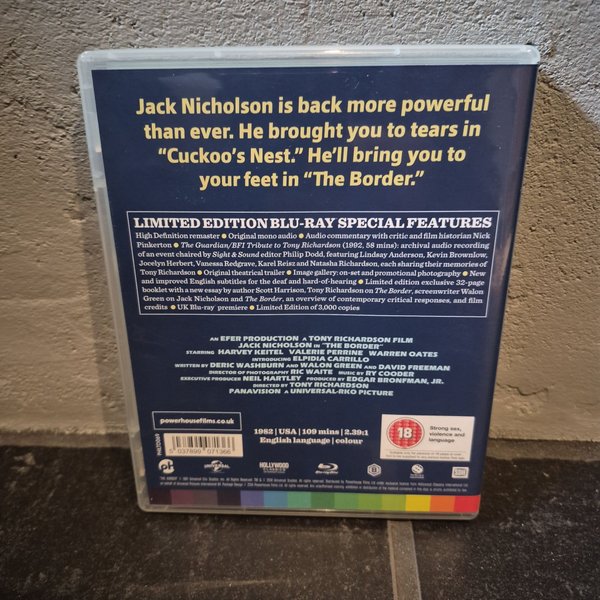 Jack Nicholson is back more powerful
than ever. He brought you to tears in
“Cuckoo’s Nest.” He’ll bring you to
your feet in “The Border.”
LIMITED EDITION BLU-RAY SPECIAL FEATURES
High Definition remaster • Original mono audio • Audio commentary with critic and film historian Nick
Pinkerton • The Guardian/BFI Tribute to Tony Richardson (1992, 58 mins): archival audio recording
of an event chaired by Sight & Sound editor Philip Dodd, featuring Lindsay Anderson, Kevin Brownlow,
Jocelyn Herbert, Vanessa Redgrave, Karel Reisz and Natasha Richardson, each sharing their memories of
Tony Richardson • Original theatrical trailer • Image gallery: on-set and promotional photography • New
and improved English subtitles for the deaf and hard-of-hearing • Limited edition exclusive 32-page
booklet with a new essay by author Scott Harrison, Tony Richardson on The Border, screenwriter Walon
Green on Jack Nicholson and The Border, an overview of contemporary critical responses, and film
credits • UK Blu-ray premiere • Limited Edition of 3,000 copies
AN EFER PRODUCTION A TONY RICHARDSON FILM
JACK NICHOLSON IN "THE BORDER"
STARRING HARVEY KEITEL VALERIE PERRINE WARREN OATES
INTRODUCING ELPIDIA CARRILLO
WRITTEN BY DERIC WASHBURN AND WALON GREEN AND DAVID FREEMAN
DIRECTOR OF PHOTOGRAPHY RIC WAITE MUSIC BY RY COODER
EXECUTIVE PRODUCER NEIL HARTLEY PRODUCED BY EDGAR BRONFMAN, JR.
DIRECTED BY TONY RICHARDSON
PANAVISION A UNIVERSAL-RKO PICTURE
powerhousefilms.co.uk
1982 | USA | 109 mins | 2.39:1
English language | colour
18
Strong sex,
violence and
language
5 037899 071366
ph
UNIVERSAL
HOLLYWOOD
CLASSICS
Blu-ray Disc
B